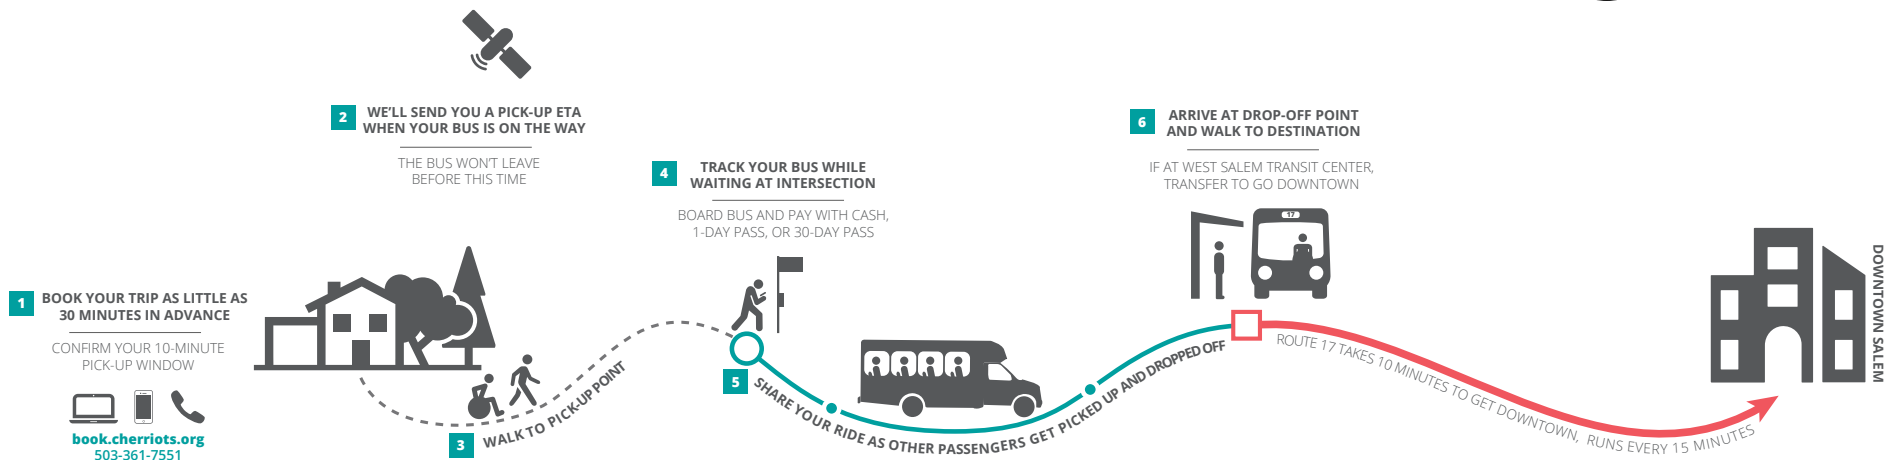 1
BOOK YOUR TRIP AS LITTLE AS
30 MINUTES IN ADVANCE
CONFIRM YOUR 10-MINUTE
PICK-UP WINDOW
book.cherriots.org
503-361-7551
2
WE'LL SEND YOU A PICK-UP ETA
WHEN YOUR BUS IS ON THE WAY
THE BUS WON'T LEAVE
BEFORE THIS TIME
3
WALK TO PICK-UP POINT
4
TRACK YOUR BUS WHILE
WAITING AT INTERSECTION
BOARD BUS AND PAY WITH CASH,
1-DAY PASS, OR 30-DAY PASS
5
SHARE YOUR RIDE AS OTHER PASSENGERS GET PICKED UP AND DROPPED OFF
6
ARRIVE AT DROP-OFF POINT
AND WALK TO DESTINATION
IF AT WEST SALEM TRANSIT CENTER,
TRANSFER TO GO DOWNTOWN
17
ROUTE 17 TAKES 10 MINUTES TO GET DOWNTOWN, RUNS EVERY 15 MINUTES
DOWNTOWN SALEM